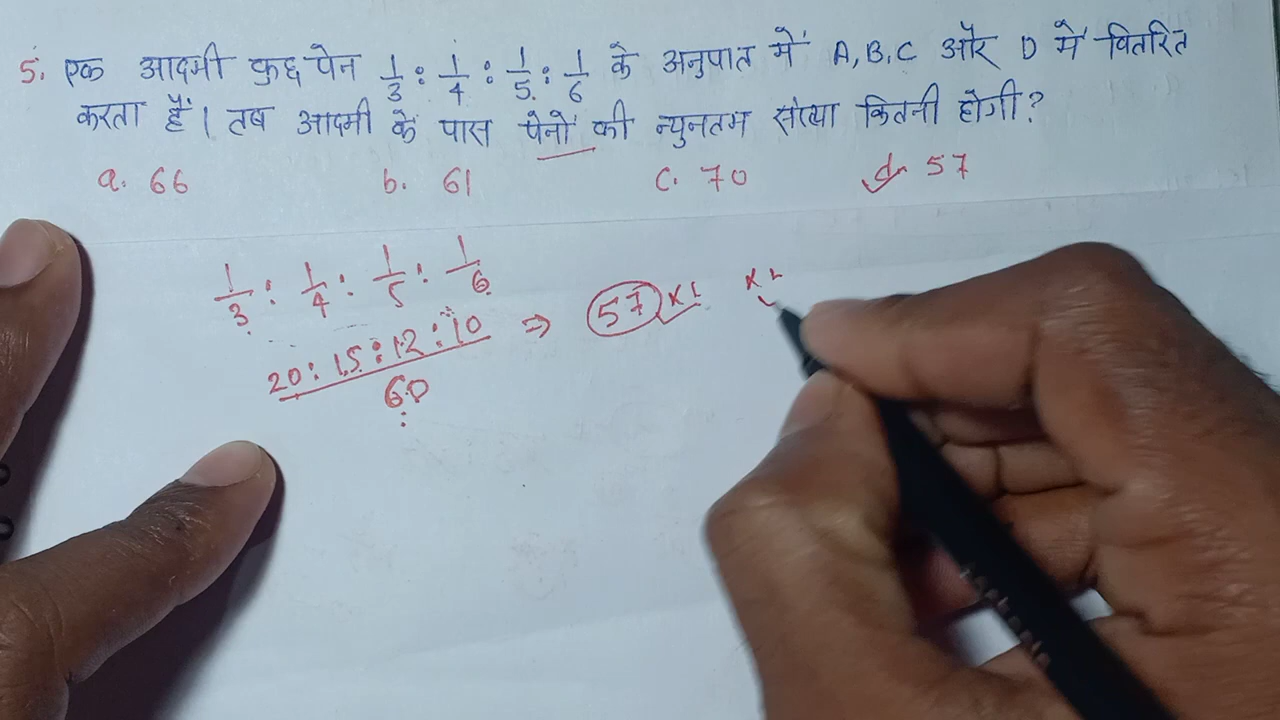 5. एक आदमी कुछ पेन 1/3 : 1/4 : 1/5 : 1/6 के अनुपात में A, B, C और D में वितरित
करता हैं। तब आदमी के पास पेनों की न्युनतम संख्या कितनी होगी?
a. 66 b. 61 c. 70 d. 57
1/3 : 1/4 : 1/5 : 1/6
20 : 15 : 12 : 10 ⇒ 57 x1
60